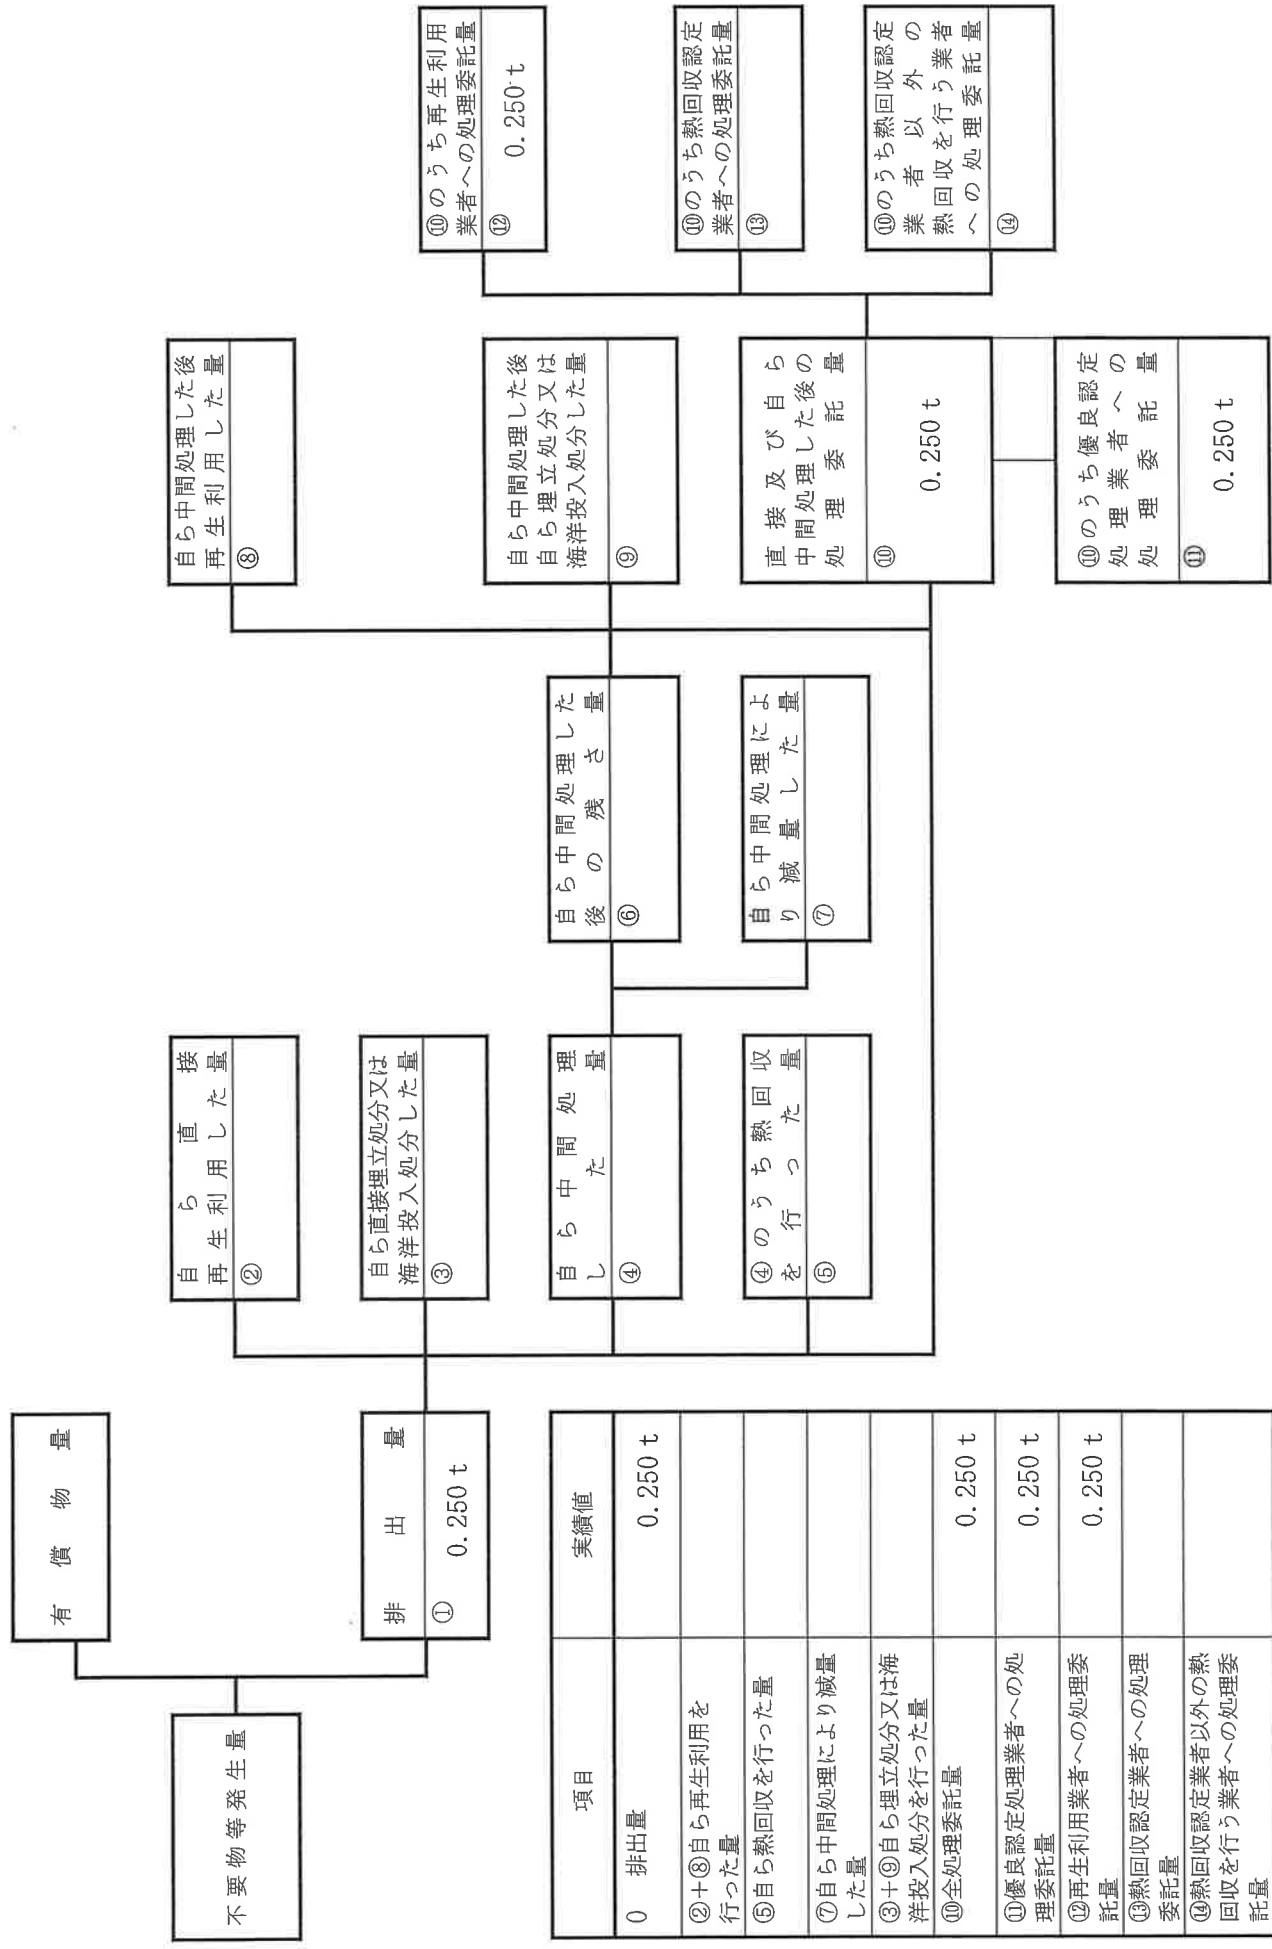 有償物量
不要物等発生量
排出量
① 0.250 t
自ら直接
再生利用した量
②
自ら直接埋立処分又は
海洋投入処分した量
③
自ら中間処理
した量
④
④のうち熱回収
を行った量
⑤
自ら中間処理した
後の残さ量
⑥
自ら中間処理によ
り減量した量
⑦
自ら中間処理した後
再生利用した量
⑧
自ら中間処理した後
自ら埋立処分又は
海洋投入処分した量
⑨
直接及び自ら
中間処理した後の
処理委託量
⑩ 0.250 t
⑩のうち優良認定
処理業者への
処理委託量
⑪ 0.250 t
⑩のうち再生利用
業者への処理委託量
⑫ 0.250 t
⑩のうち熱回収認定
業者への処理委託量
⑬
⑩のうち熱回収認定
業者以外の
熱回収を行う業者
への処理委託量
⑭
項目 実績値
0 排出量 0.250 t
②+⑧自ら再生利用を
行った量
⑤自ら熱回収を行った量
⑦自ら中間処理により減量
した量
③+⑨自ら埋立処分又は海
洋投入処分を行った量
⑩全処理委託量 0.250 t
⑪優良認定処理業者への処
理委託量 0.250 t
⑫再生利用業者への処理委
託量 0.250 t
⑬熱回収認定業者への処理
委託量
⑭熱回収認定業者以外の熱
回収を行う業者への処理委
託量